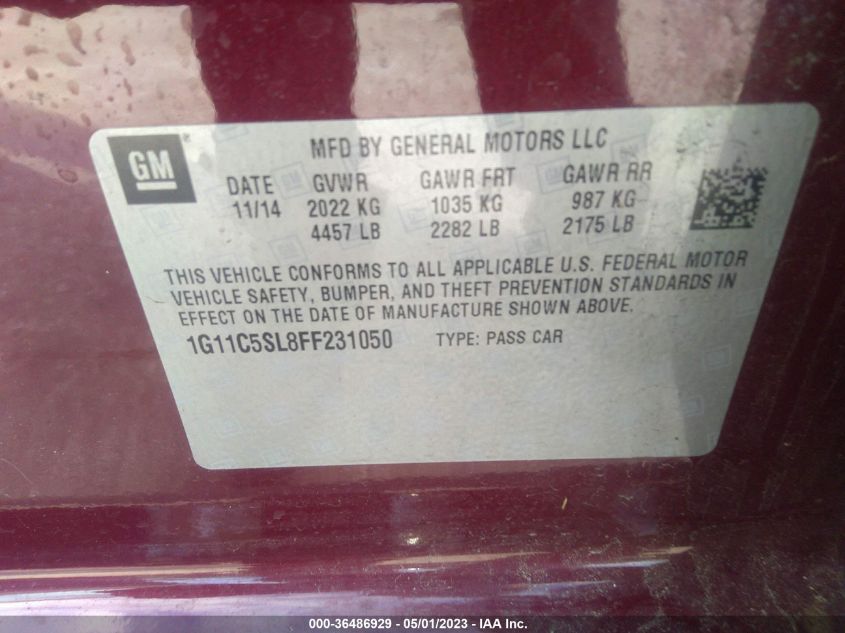 GM
MFD BY GENERAL MOTORS LLC
DATE GVWR GAWR FRT GAWR RR
11/14 2022 KG 1035 KG 987 KG
4457 LB 2282 LB 2175 LB
THIS VEHICLE CONFORMS TO ALL APPLICABLE U.S. FEDERAL MOTOR
VEHICLE SAFETY, BUMPER, AND THEFT PREVENTION STANDARDS IN
EFFECT ON THE DATE OF MANUFACTURE SHOWN ABOVE.
1G11C5SL8FF231050 TYPE: PASS CAR
000-36486929 - 05/01/2023 - IAA Inc.